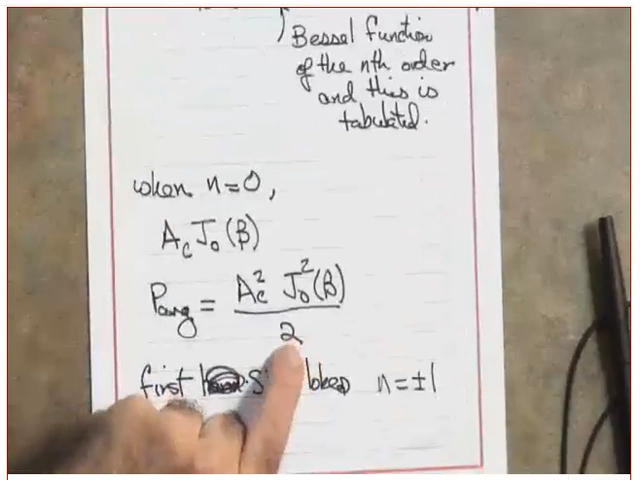 Bessel function
of the nth order
and this is
tabulated.
when n=0,
A_c J_0 (β)
P_avg = A_c^2 J_0^2(β) / 2
first n = ±1